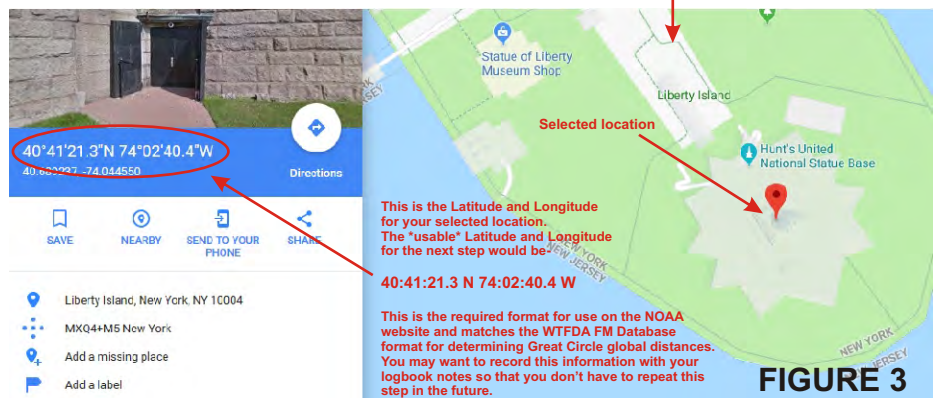 40°41'21.3"N 74°02'40.4"W
40.689237, -74.044550
Directions
SAVE
NEARBY
SEND TO YOUR
PHONE
SHARE
Liberty Island, New York, NY 10004
MXQ4+M5 New York
Add a missing place
Add a label
Statue of Liberty
Museum Shop
Liberty Island
Selected location
Hunt's United
National Statue Base
This is the Latitude and Longitude
for your selected location.
The *usable* Latitude and Longitude
for the next step would be-
40:41:21.3 N 74:02:40.4 W
This is the required format for use on the NOAA
website and matches the WTFDA FM Database
format for determining Great Circle global distances.
You may want to record this information with your
logbook notes so that you don't have to repeat this
step in the future.
NEW YORK
NEW JERSEY
NEW YORK
JERSEY
FIGURE 3